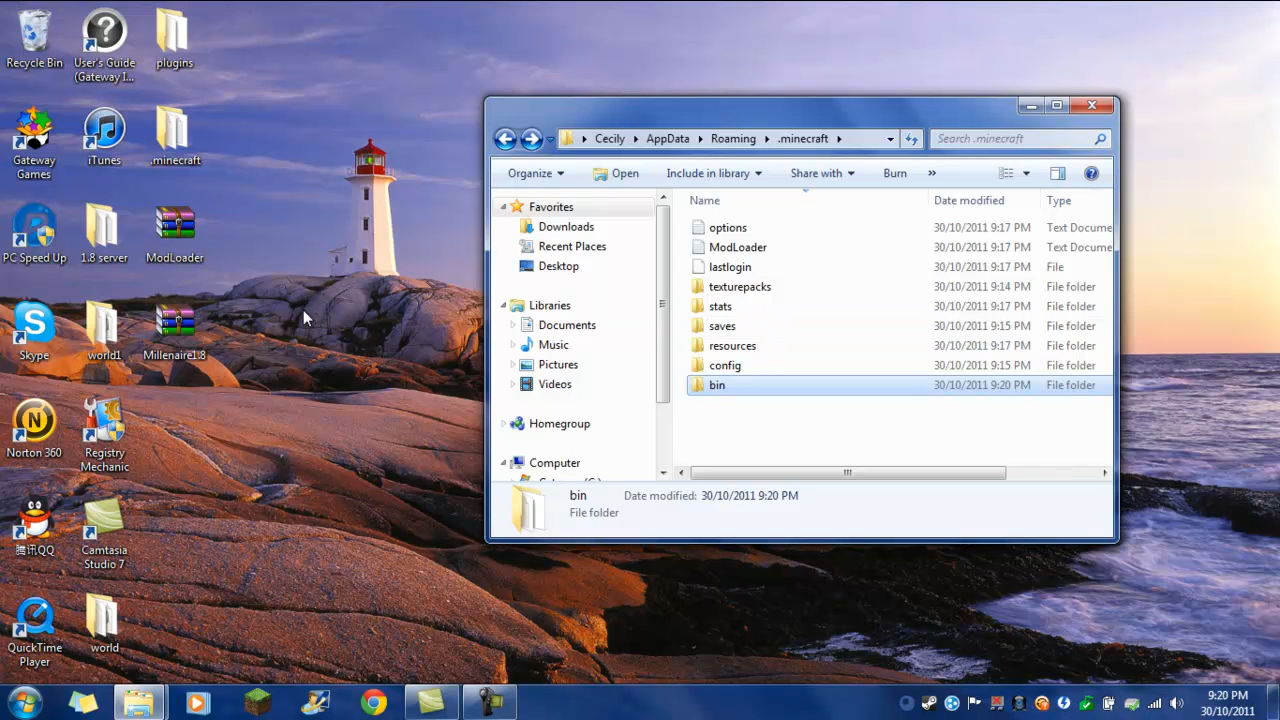 Recycle Bin
User's Guide
(Gateway I...
plugins
Gateway
Games
iTunes
.minecraft
PC Speed Up
1.8 server
ModLoader
Skype
world1
Millenaire1.8
Norton 360
Registry
Mechanic
腾讯QQ
Camtasia
Studio 7
QuickTime
Player
world
Cecily
AppData
Roaming
.minecraft
Search .minecraft
Organize
Open
Include in library
Share with
Burn
»
Favorites
Downloads
Recent Places
Desktop
Libraries
Documents
Music
Pictures
Videos
Homegroup
Computer
Name
Date modified
Type
options 30/10/2011 9:17 PM Text Docume
ModLoader 30/10/2011 9:17 PM Text Docume
lastlogin 30/10/2011 9:17 PM File
texturepacks 30/10/2011 9:14 PM File folder
stats 30/10/2011 9:17 PM File folder
saves 30/10/2011 9:15 PM File folder
resources 30/10/2011 9:17 PM File folder
config 30/10/2011 9:15 PM File folder
bin 30/10/2011 9:20 PM File folder
bin Date modified: 30/10/2011 9:20 PM
File folder
9:20 PM
30/10/2011